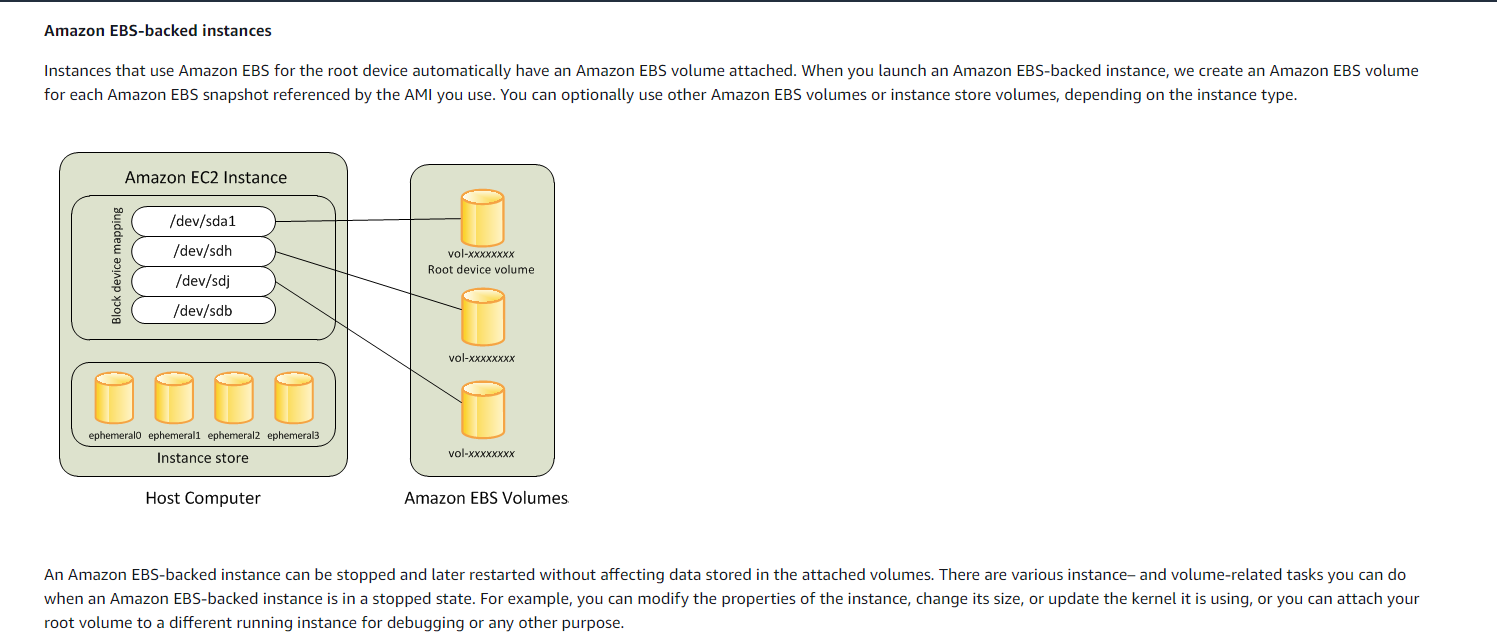 Amazon EBS-backed instances
Instances that use Amazon EBS for the root device automatically have an Amazon EBS volume attached. When you launch an Amazon EBS-backed instance, we create an Amazon EBS volume
for each Amazon EBS snapshot referenced by the AMI you use. You can optionally use other Amazon EBS volumes or instance store volumes, depending on the instance type.
Amazon EC2 Instance
Block device mapping
/dev/sda1
/dev/sdh
/dev/sdj
/dev/sdb
ephemeral0 ephemeral1 ephemeral2 ephemeral3
Instance store
Host Computer
vol-xxxxxxxx
Root device volume
vol-xxxxxxxx
vol-xxxxxxxx
Amazon EBS Volumes
An Amazon EBS-backed instance can be stopped and later restarted without affecting data stored in the attached volumes. There are various instance– and volume-related tasks you can do
when an Amazon EBS-backed instance is in a stopped state. For example, you can modify the properties of the instance, change its size, or update the kernel it is using, or you can attach your
root volume to a different running instance for debugging or any other purpose.